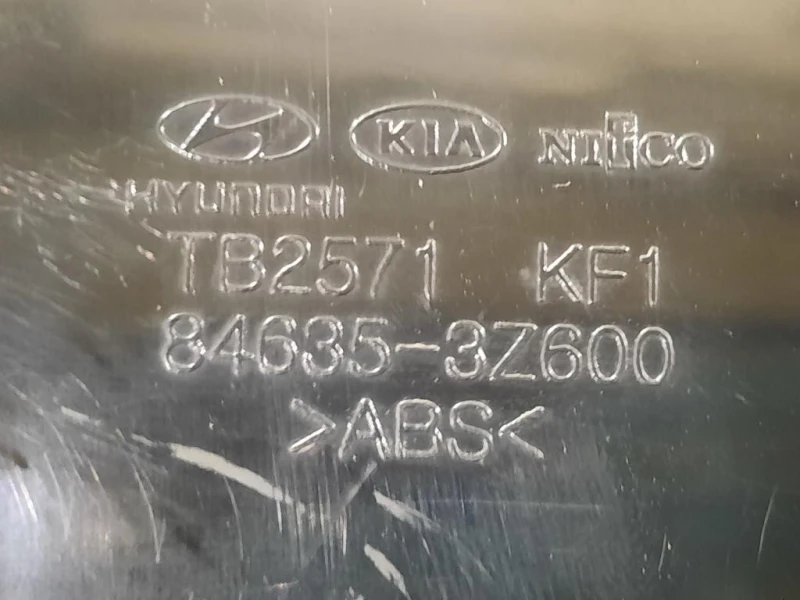 KIA NIfCO
HYUNDAI
TB2571 KF1
84635-3Z600
>ABS<